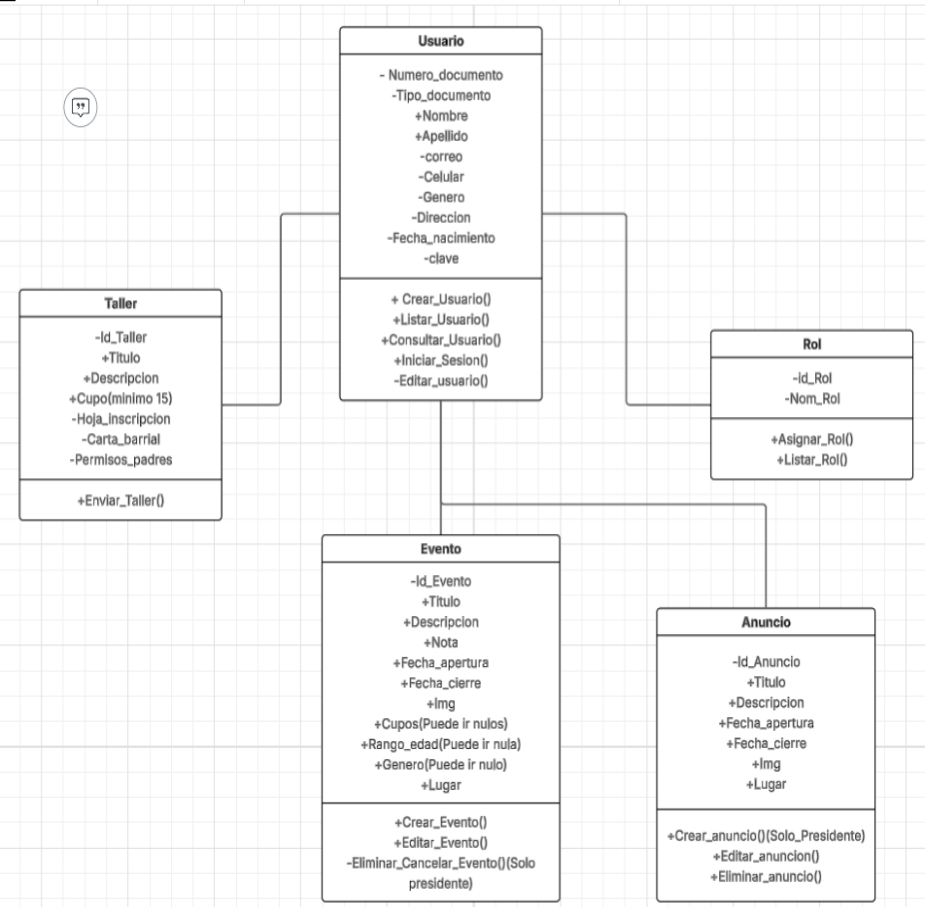 Usuario
- Numero_documento
-Tipo_documento
+Nombre
+Apellido
-correo
-Celular
-Genero
-Direccion
-Fecha_nacimiento
-clave
+ Crear_Usuario()
+Listar_Usuario()
+Consultar_Usuario()
+Iniciar_Sesion()
-Editar_usuario()
Taller
-Id_Taller
+Titulo
+Descripcion
+Cupo(minimo 15)
-Hoja_inscripcion
-Carta_barrial
-Permisos_padres
+Enviar_Taller()
Rol
-id_Rol
-Nom_Rol
+Asignar_Rol()
+Listar_Rol()
Evento
-Id_Evento
+Titulo
+Descripcion
+Nota
+Fecha_apertura
+Fecha_cierre
+Img
+Cupos(Puede ir nulos)
+Rango_edad(Puede ir nula)
+Genero(Puede ir nulo)
+Lugar
+Crear_Evento()
+Editar_Evento()
-Eliminar_Cancelar_Evento()(Solo
presidente)
Anuncio
-Id_Anuncio
+Titulo
+Descripcion
+Fecha_apertura
+Fecha_cierre
+Img
+Lugar
+Crear_anuncio()(Solo_Presidente)
+Editar_anuncion()
+Eliminar_anuncio()